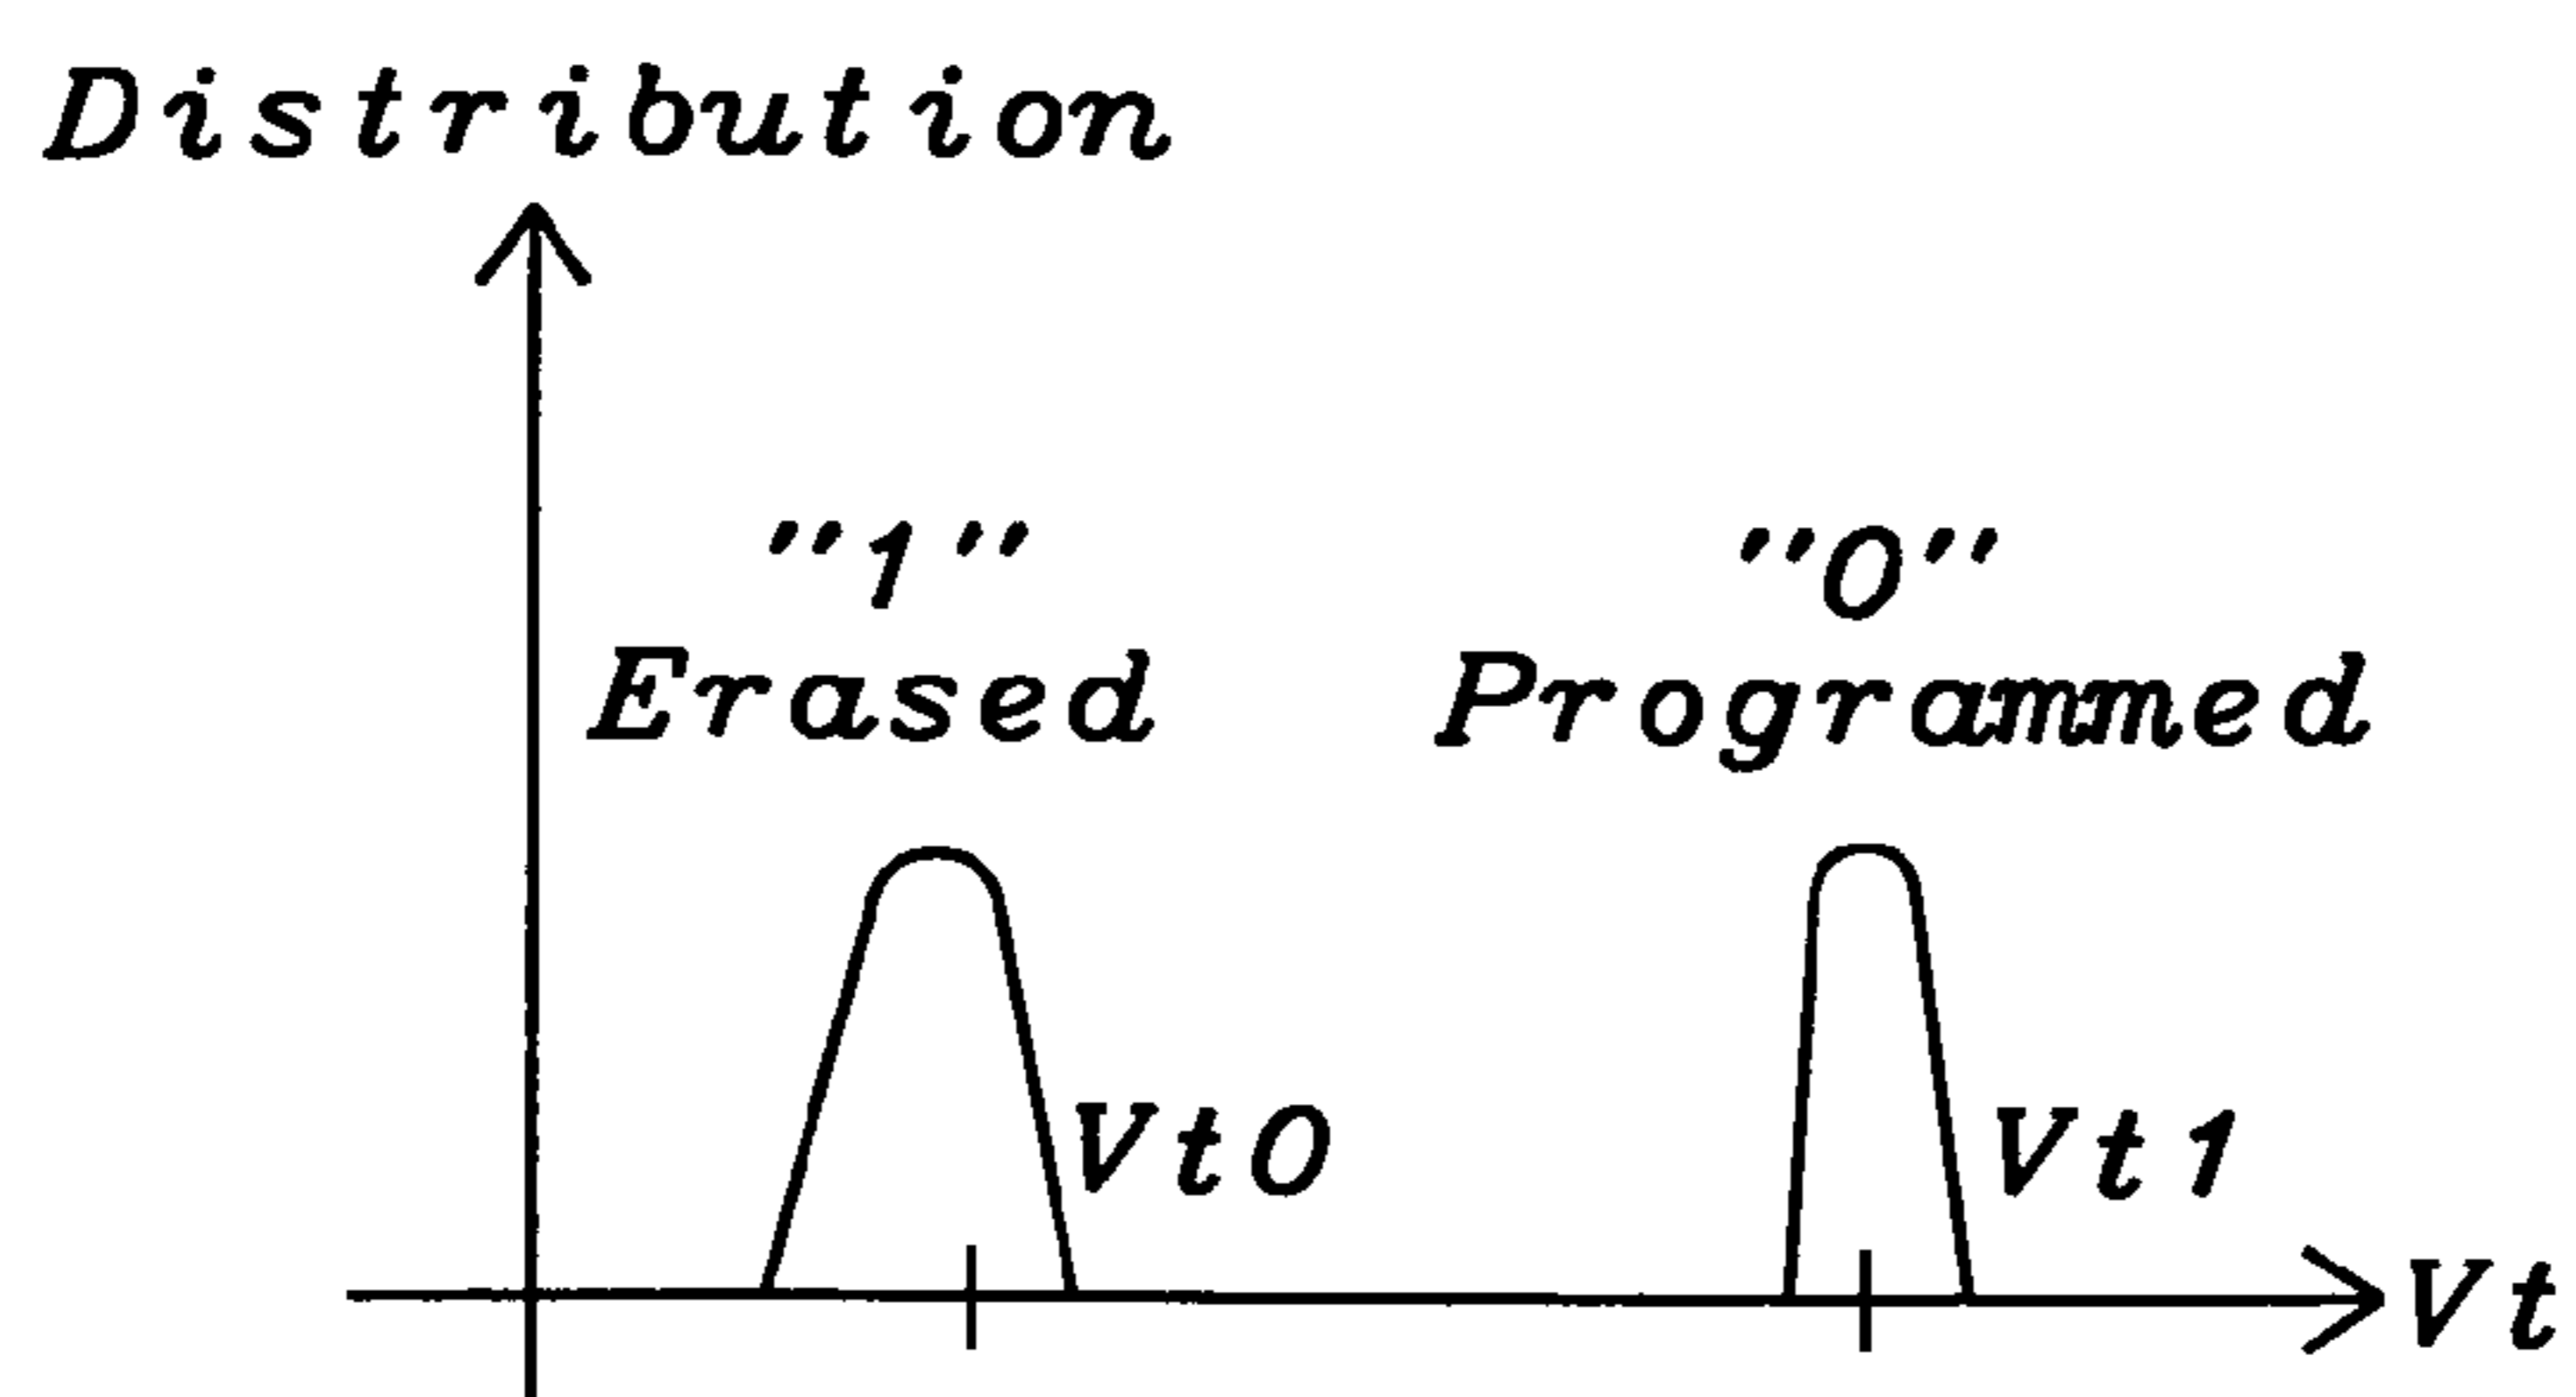 Distribution
"1"
Erased
"0"
Programmed
Vt0
Vt1
Vt